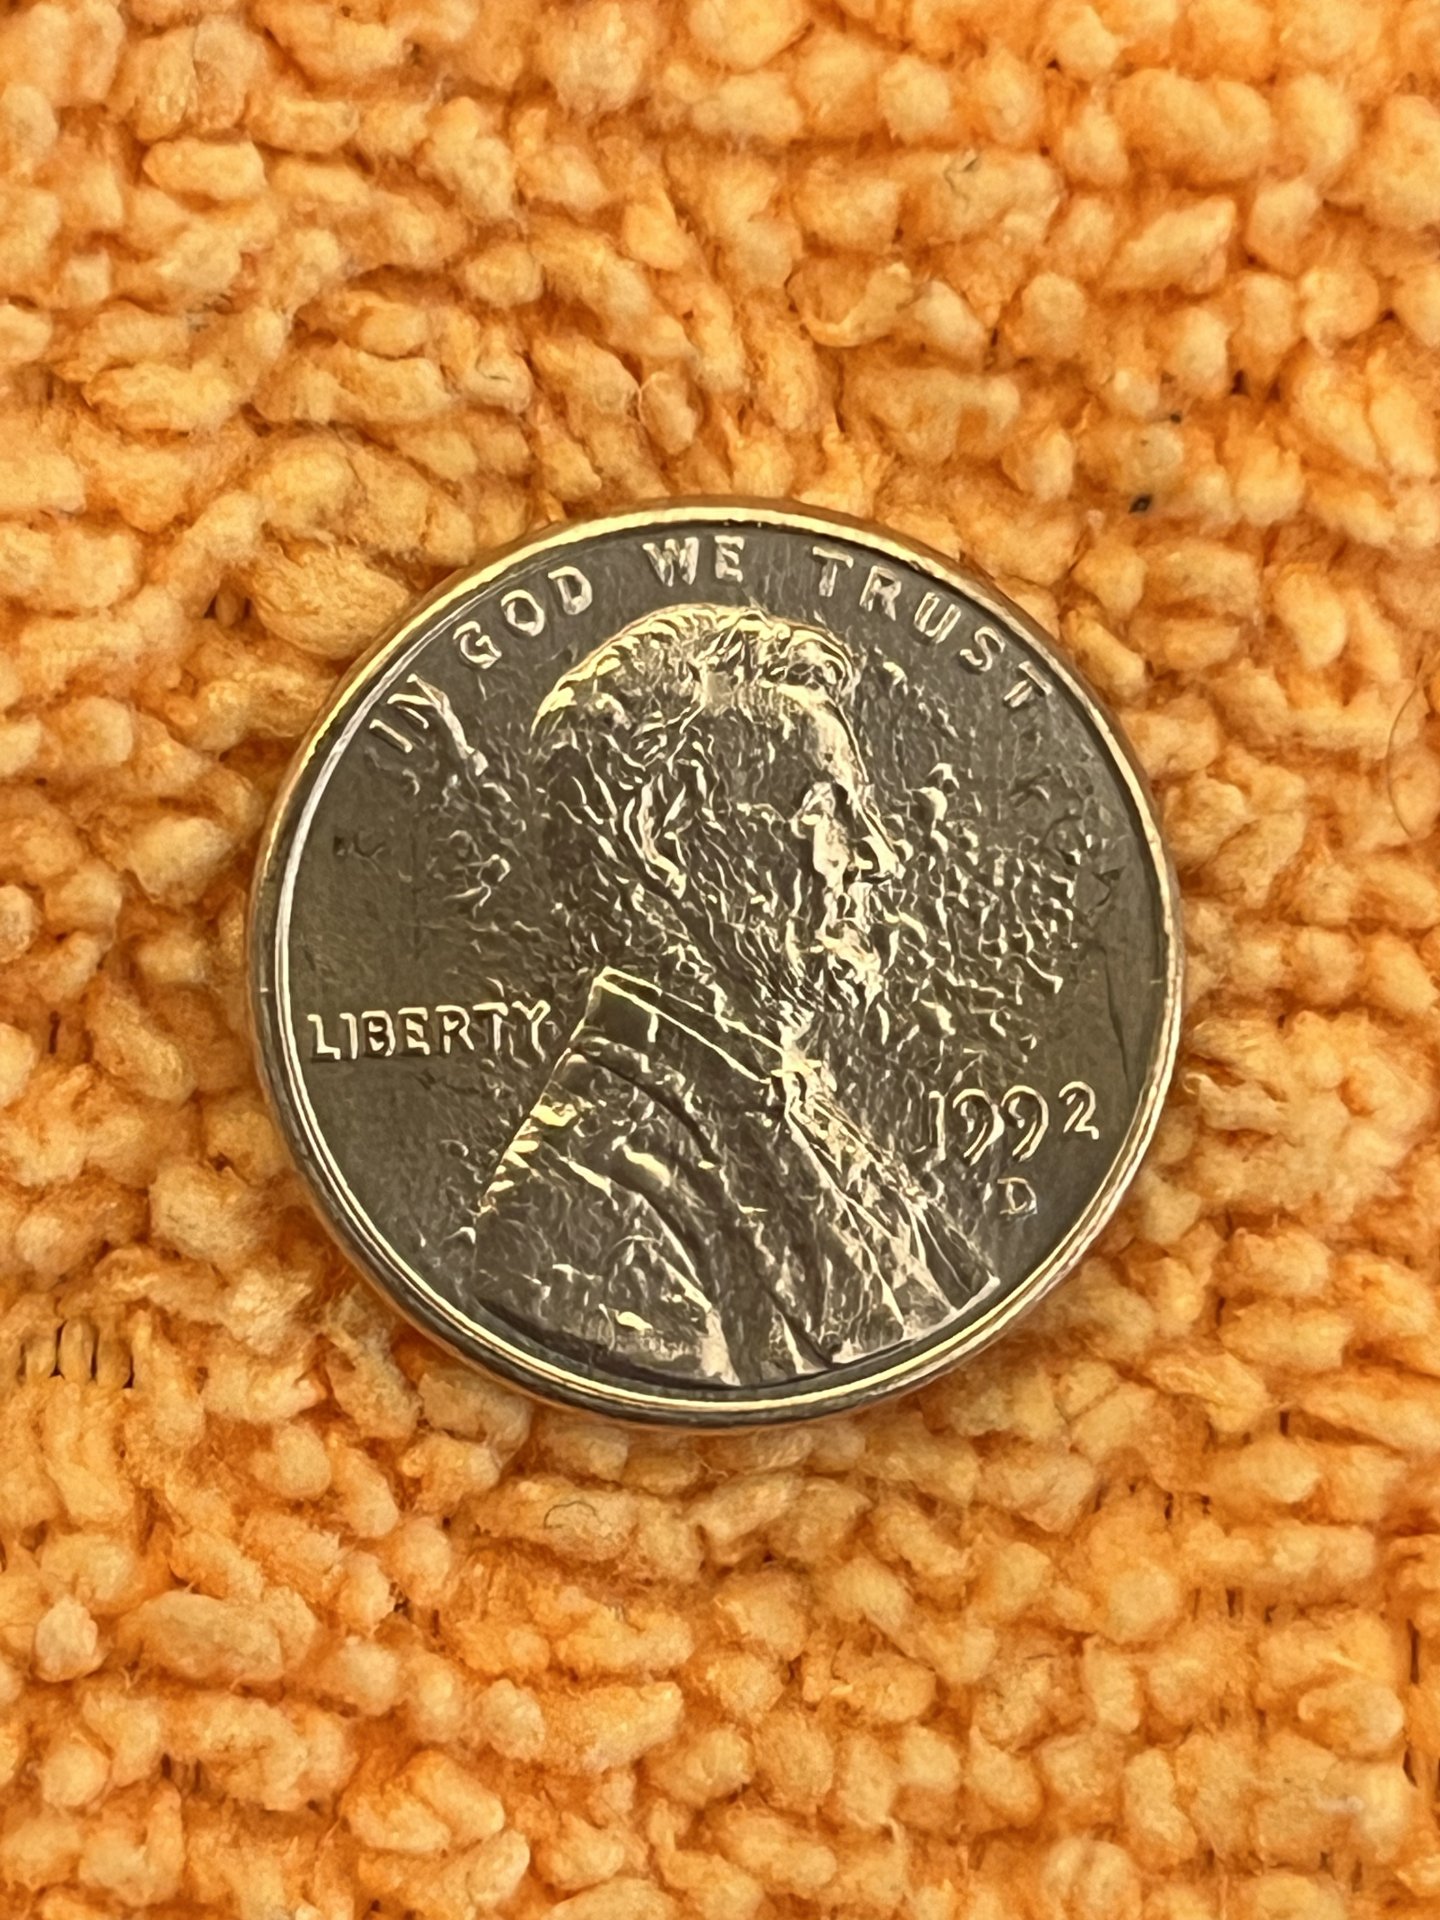 IN GOD WE TRUST
LIBERTY
1992
D